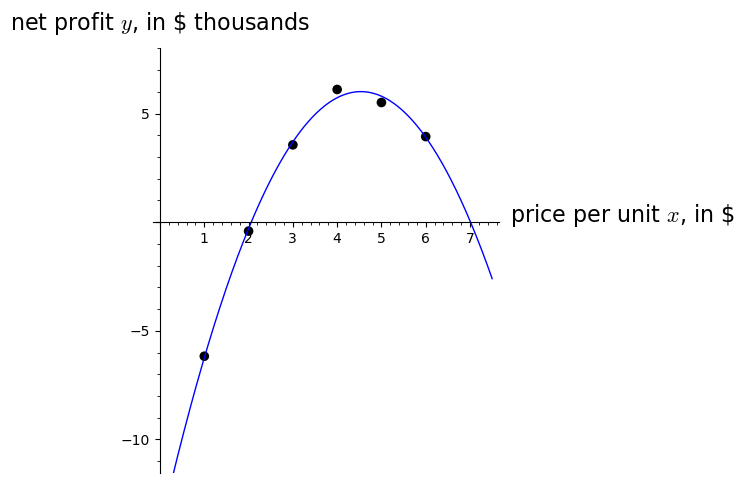 net profit y, in $ thousands
5
price per unit x, in $
1 2 3 4 5 6 7
−5
−10